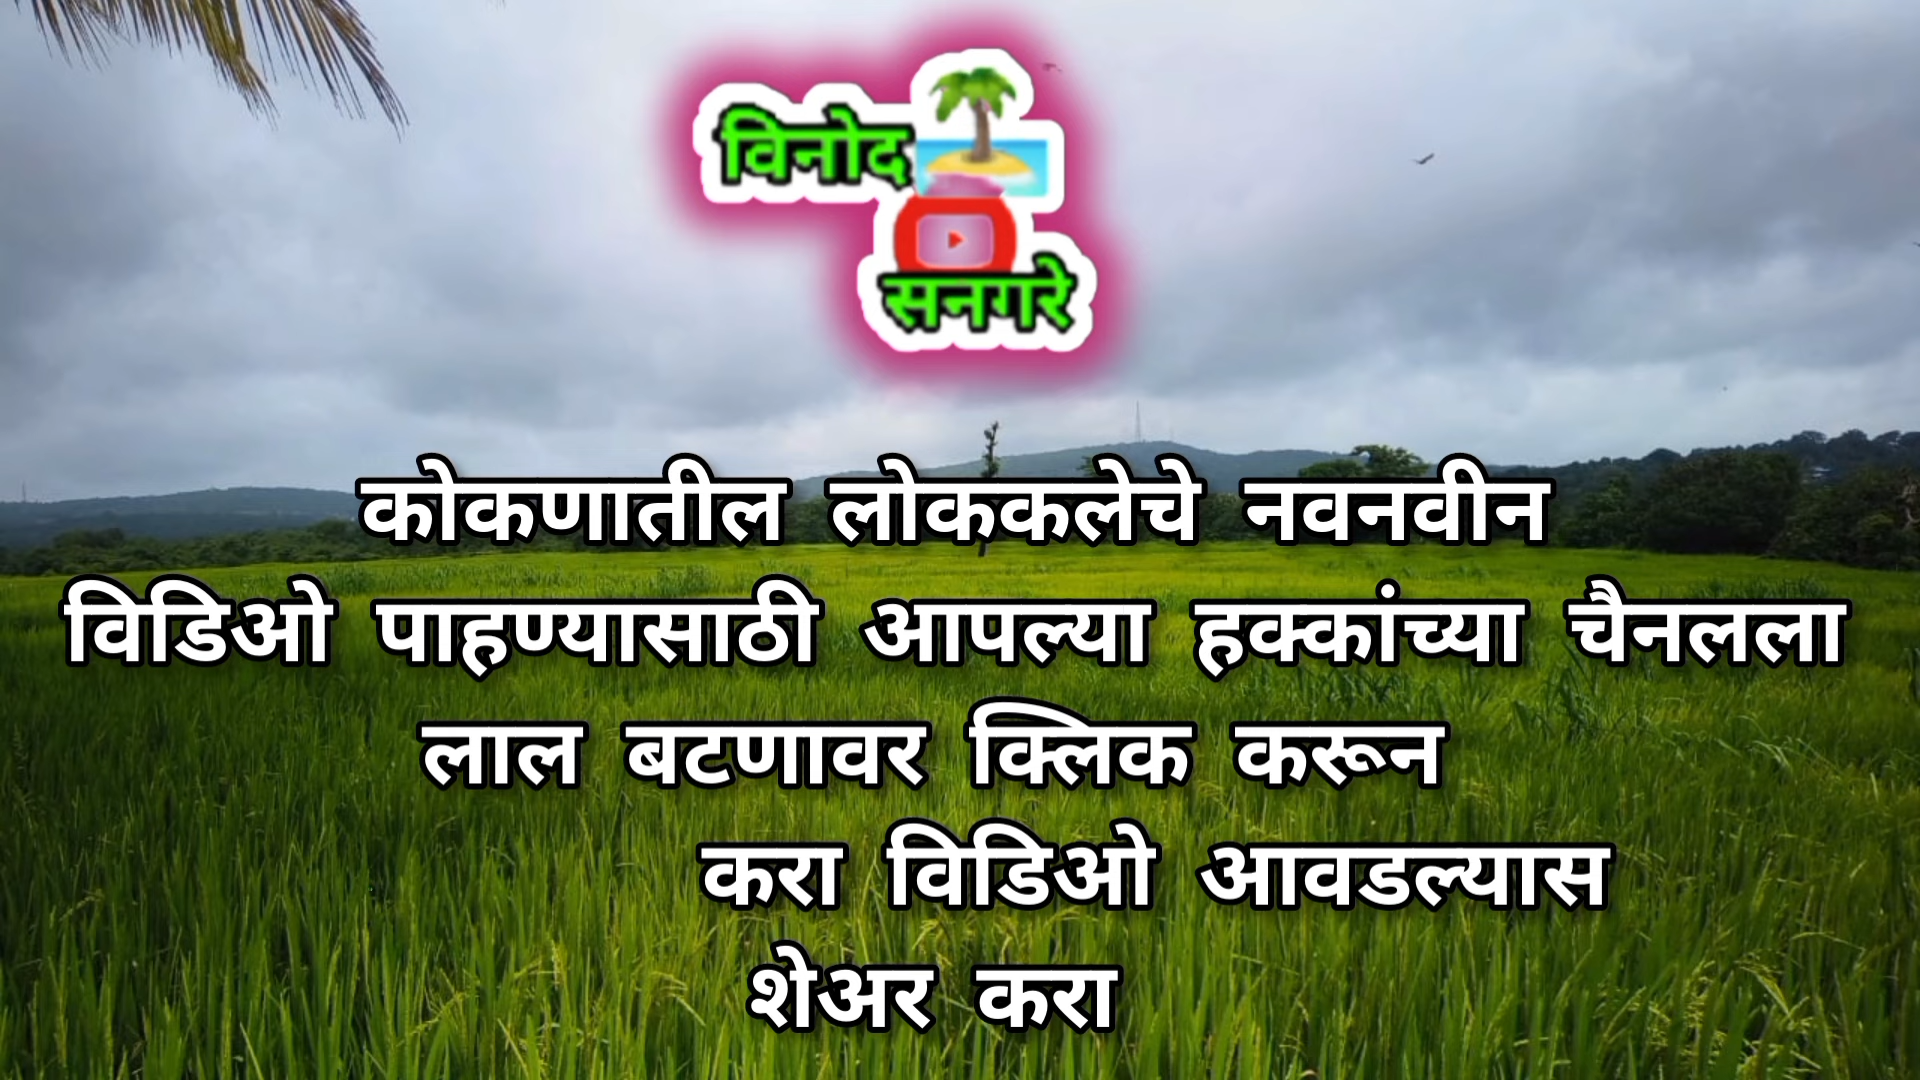 विनोद
सनगरे
कोकणातील लोककलेचे नवनवीन
विडिओ पाहण्यासाठी आपल्या हक्कांच्या चैनलला
लाल बटणावर क्लिक करून
करा विडिओ आवडल्यास
शेअर करा